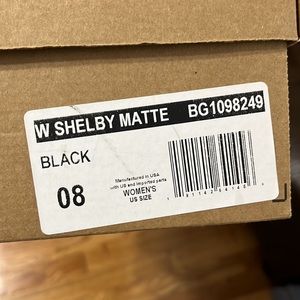 W SHELBY MATTE BG1098249
BLACK
08
Manufactured in USA
with US and imported parts
WOMEN'S
US SIZE